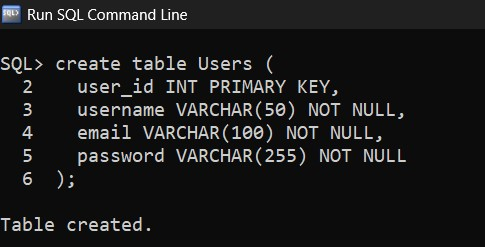 Run SQL Command Line
SQL> create table Users (
  2    user_id INT PRIMARY KEY,
  3    username VARCHAR(50) NOT NULL,
  4    email VARCHAR(100) NOT NULL,
  5    password VARCHAR(255) NOT NULL
  6  );
Table created.